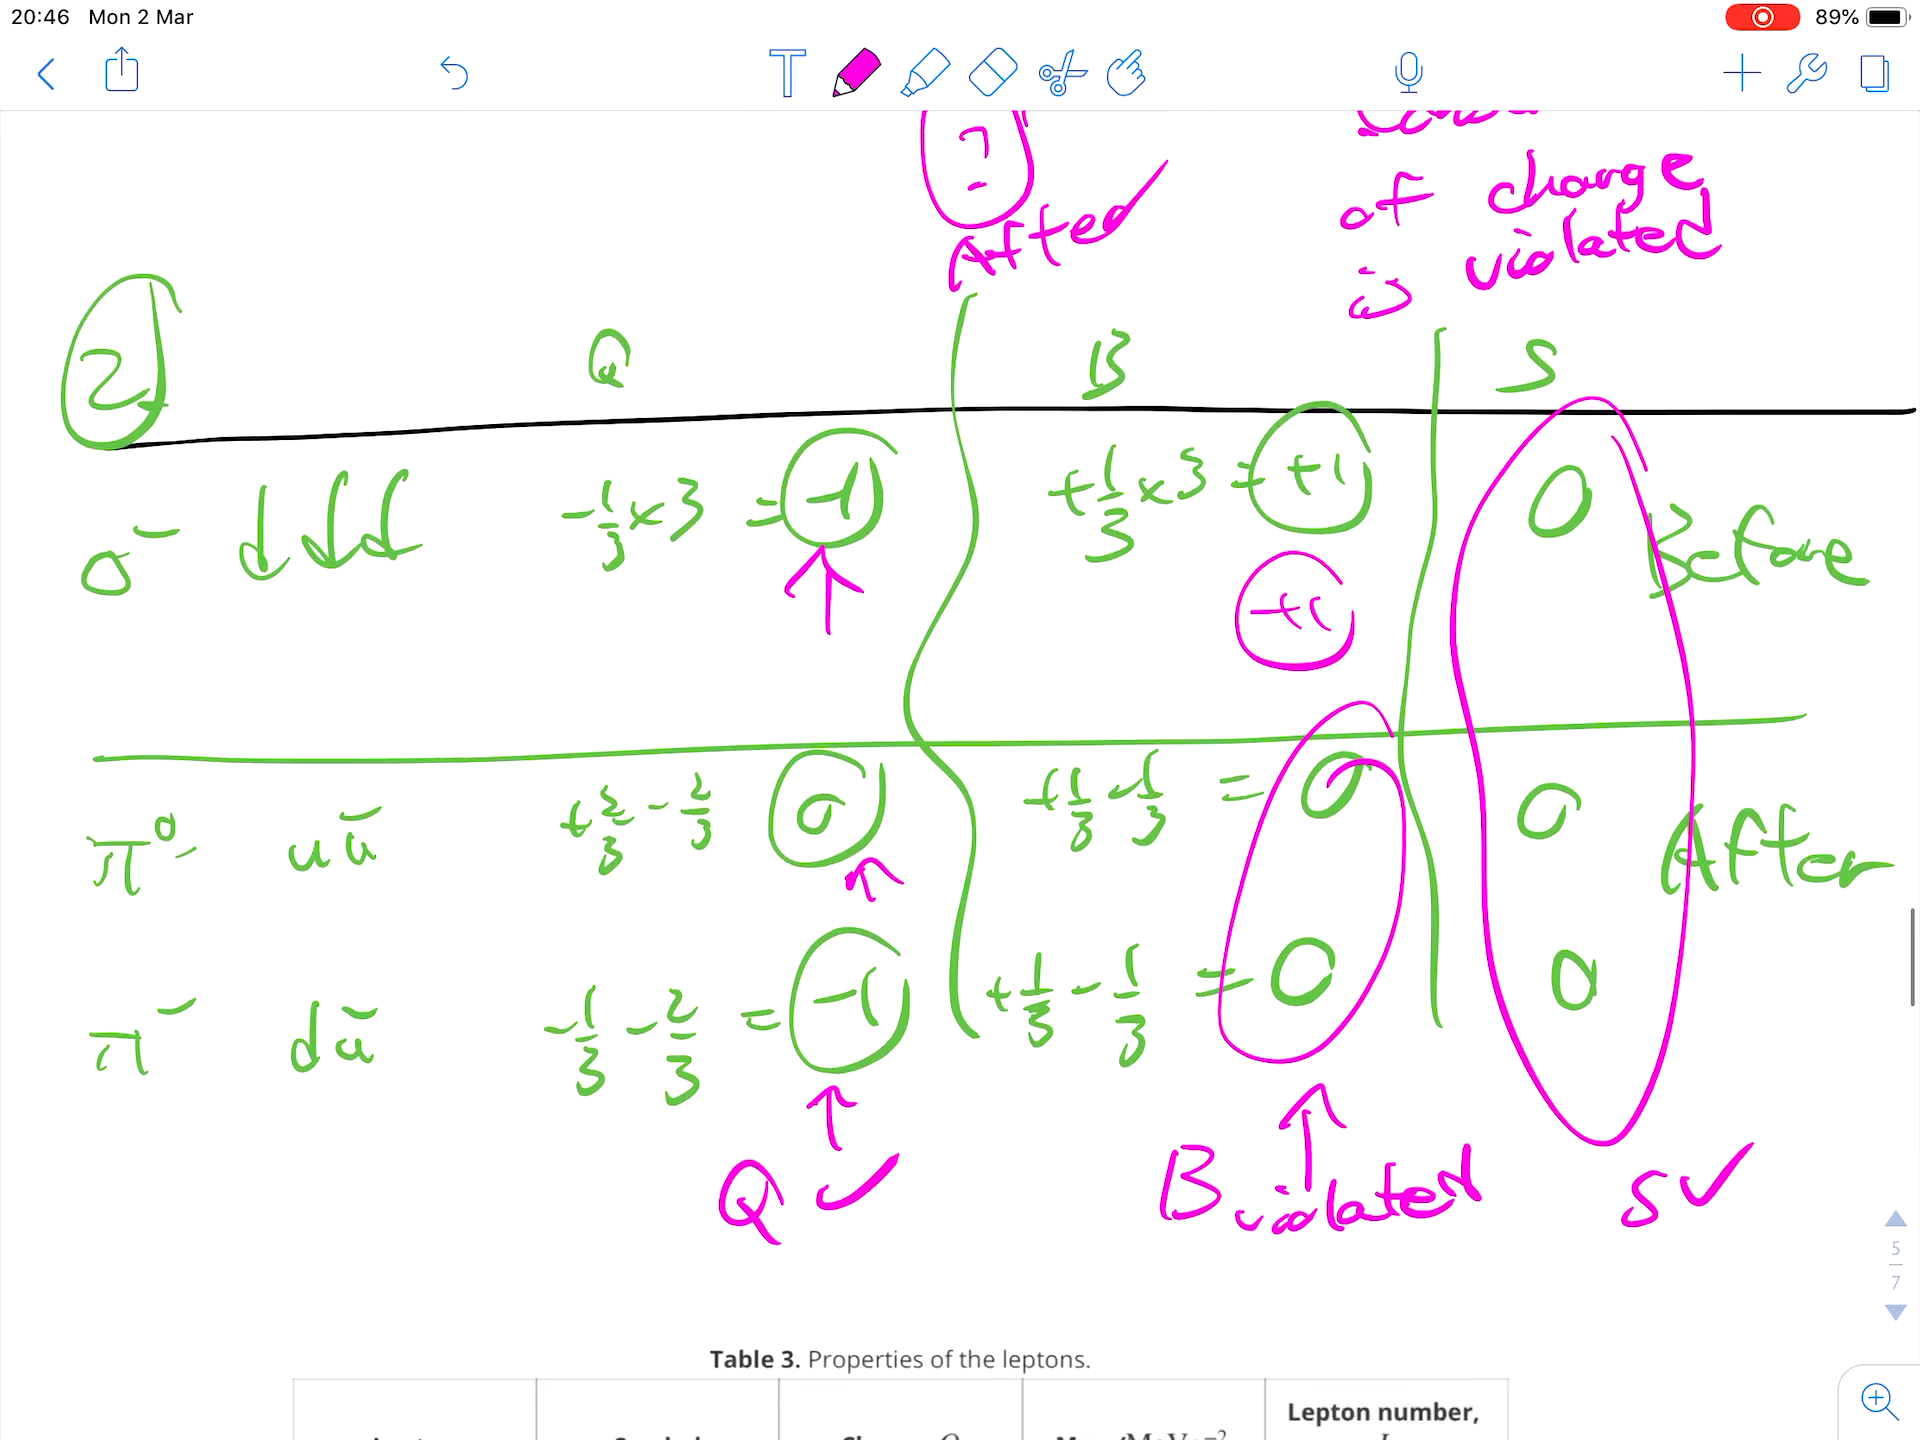 20:46 Mon 2 Mar
89%
T
?
After
of charge
is violated
2
Q
B
S
σ⁻ ddd
-1/3 x 3 = -1
+1/3 x 3 = +1
0
Before
+1
π⁰ uū
+2/3 - 2/3
0
+1/3 - 1/3 = 0
0
After
π⁻ dū
-1/3 - 2/3 = -1
+1/3 - 1/3 = 0
0
Q ✓
B violated
S ✓
5
7
Table 3. Properties of the leptons.
Lepton number,